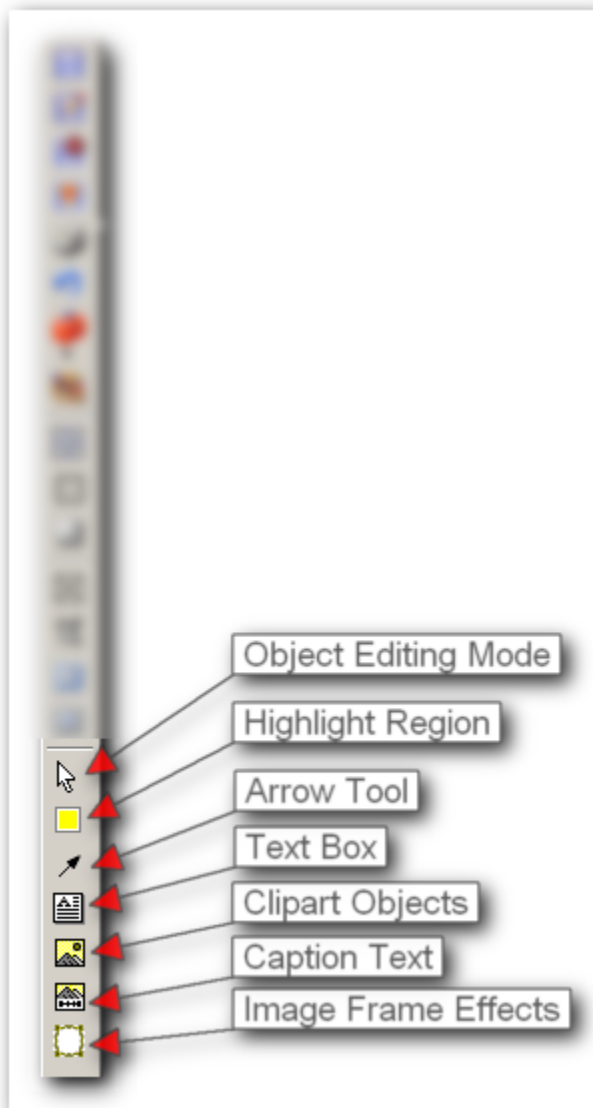 Object Editing Mode
Highlight Region
Arrow Tool
Text Box
Clipart Objects
Caption Text
Image Frame Effects